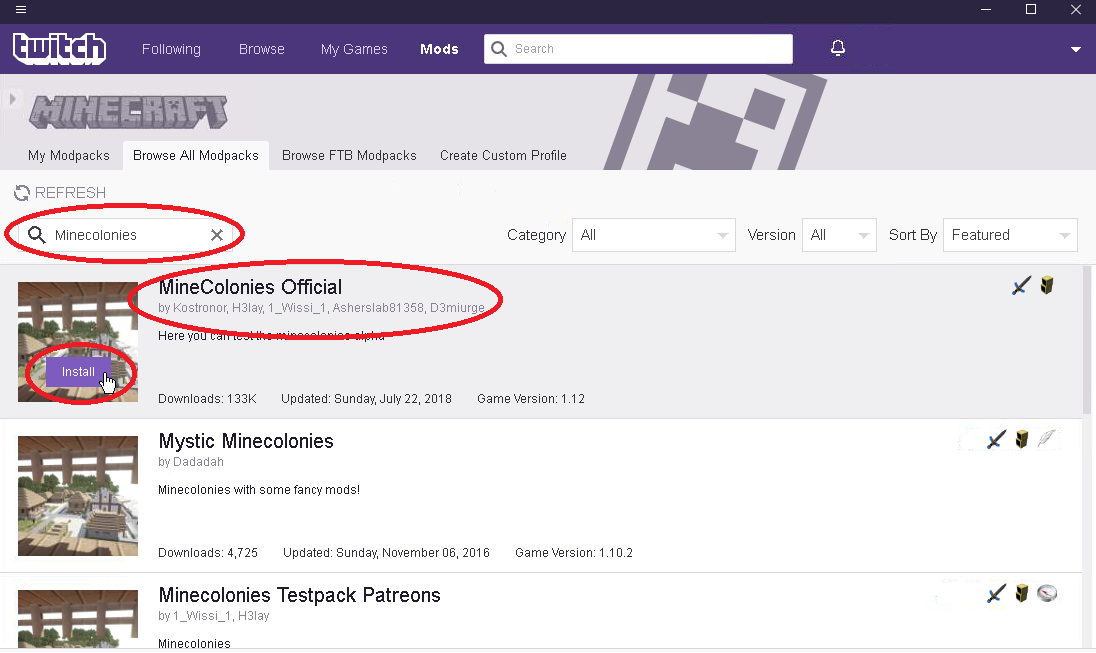 twitch Following Browse My Games Mods Search
MINECRAFT
My Modpacks Browse All Modpacks Browse FTB Modpacks Create Custom Profile
REFRESH
Minecolonies Category All Version All Sort By Featured
MineColonies Official
by Kostronor, H3lay, 1_Wissi_1, Asherslab81358, D3miurge
Here you can test the minecolonies alpha
Install
Downloads: 133K Updated: Sunday, July 22, 2018 Game Version: 1.12
Mystic Minecolonies
by Dadadah
Minecolonies with some fancy mods!
Downloads: 4,725 Updated: Sunday, November 06, 2016 Game Version: 1.10.2
Minecolonies Testpack Patreons
by 1_Wissi_1, H3lay
Minecolonies